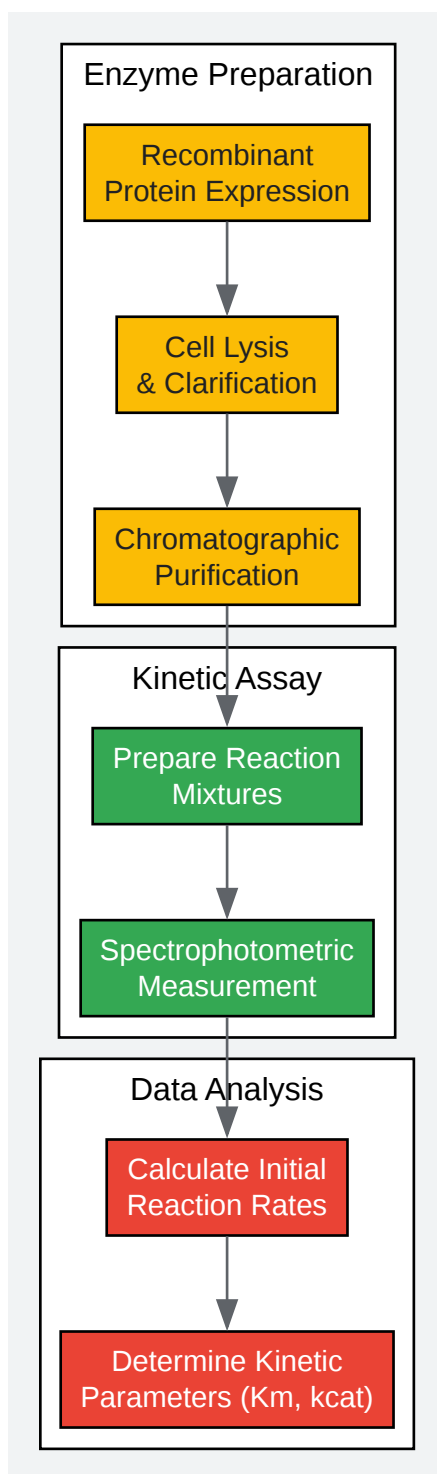 Enzyme Preparation
Recombinant
Protein Expression
Cell Lysis
& Clarification
Chromatographic
Purification
Kinetic Assay
Prepare Reaction
Mixtures
Spectrophotometric
Measurement
Data Analysis
Calculate Initial
Reaction Rates
Determine Kinetic
Parameters (Km, kcat)